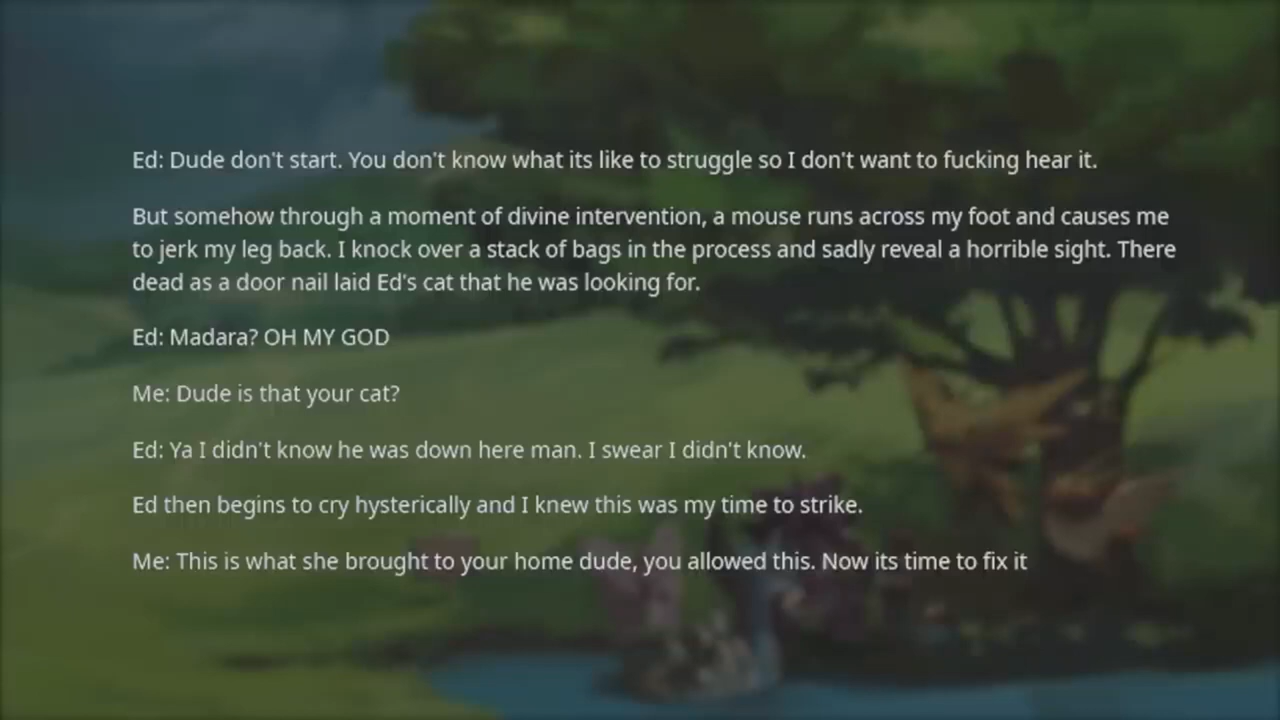 Ed: Dude don't start. You don't know what its like to struggle so I don't want to fucking hear it.
But somehow through a moment of divine intervention, a mouse runs across my foot and causes me
to jerk my leg back. I knock over a stack of bags in the process and sadly reveal a horrible sight. There
dead as a door nail laid Ed's cat that he was looking for.
Ed: Madara? OH MY GOD
Me: Dude is that your cat?
Ed: Ya I didn't know he was down here man. I swear I didn't know.
Ed then begins to cry hysterically and I knew this was my time to strike.
Me: This is what she brought to your home dude, you allowed this. Now its time to fix it